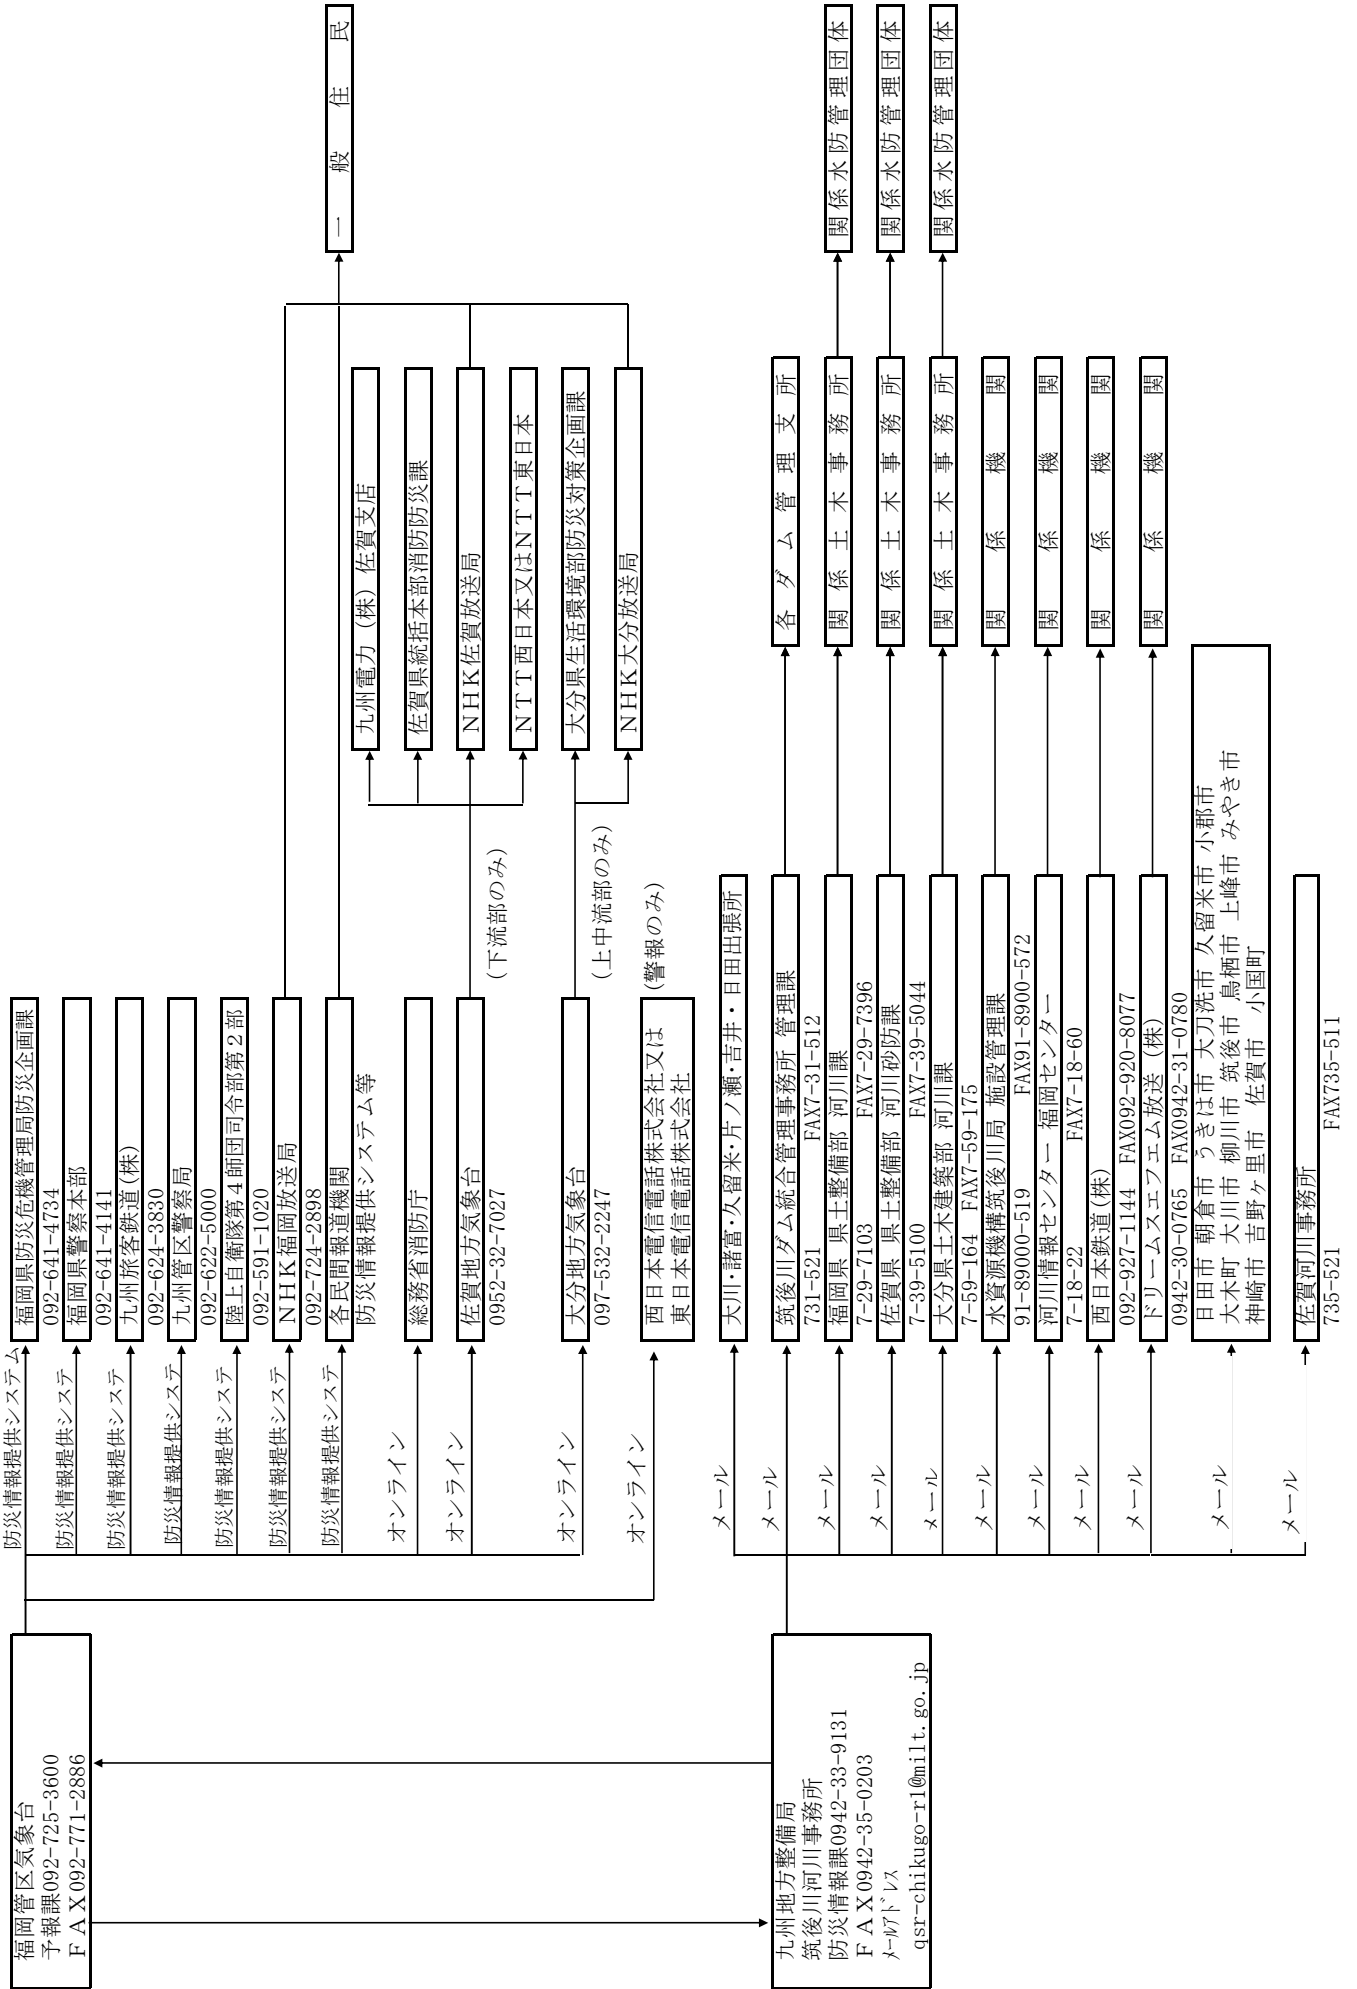 福岡管区気象台
予報課092-725-3600
ＦＡＸ092-771-2886
九州地方整備局
筑後川河川事務所
防災情報課0942-33-9131
ＦＡＸ0942-35-0203
ﾒｰﾙｱﾄﾞﾚｽ
qsr-chikugo-r1@milt.go.jp
防災情報提供システム
福岡県防災危機管理局防災企画課
092-641-4734
防災情報提供システ
福岡県警察本部
092-641-4141
防災情報提供システ
九州旅客鉄道(株)
092-624-3830
防災情報提供システ
九州管区警察局
092-622-5000
防災情報提供システ
陸上自衛隊第４師団司令部第２部
092-591-1020
防災情報提供システ
ＮＨＫ福岡放送局
092-724-2898
防災情報提供システ
各民間報道機関
防災情報提供システム等
オンライン
総務省消防庁
オンライン
佐賀地方気象台
0952-32-7027
(下流部のみ)
オンライン
大分地方気象台
097-532-2247
(上中流部のみ)
オンライン
西日本電信電話株式会社又は
東日本電信電話株式会社
(警報のみ)
九州電力（株）佐賀支店
佐賀県統括本部消防防災課
ＮＨＫ佐賀放送局
ＮＴＴ西日本又はＮＴＴ東日本
大分県生活環境部防災対策企画課
ＮＨＫ大分放送局
一般住民
メール
大川・諸富・久留米・片ノ瀬・吉井・日田出張所
メール
筑後川ダム統合管理事務所 管理課
731-521 FAX7-31-512
各ダム管理支所
メール
福岡県 県土整備部 河川課
7-29-7103 FAX7-29-7396
関係土木事務所
関係水防管理団体
メール
佐賀県 県土整備部 河川砂防課
7-39-5100 FAX7-39-5044
関係土木事務所
関係水防管理団体
メール
大分県土木建築部 河川課
7-59-164 FAX7-59-175
関係土木事務所
関係水防管理団体
メール
水資源機構筑後川局 施設管理課
91-89000-519 FAX91-8900-572
関係機関
メール
河川情報センター 福岡センター
7-18-22 FAX7-18-60
関係機関
メール
西日本鉄道(株)
092-927-1144 FAX092-920-8077
関係機関
メール
ドリームスエフエム放送（株）
0942-30-0765 FAX0942-31-0780
関係機関
メール
日田市 朝倉市 うきは市 大刀洗市 久留米市 小郡市
大木町 大川市 柳川市 筑後市 鳥栖市 上峰市 みやき市
神崎市 吉野ヶ里市 佐賀市 小国町
メール
佐賀河川事務所
735-521 FAX735-511